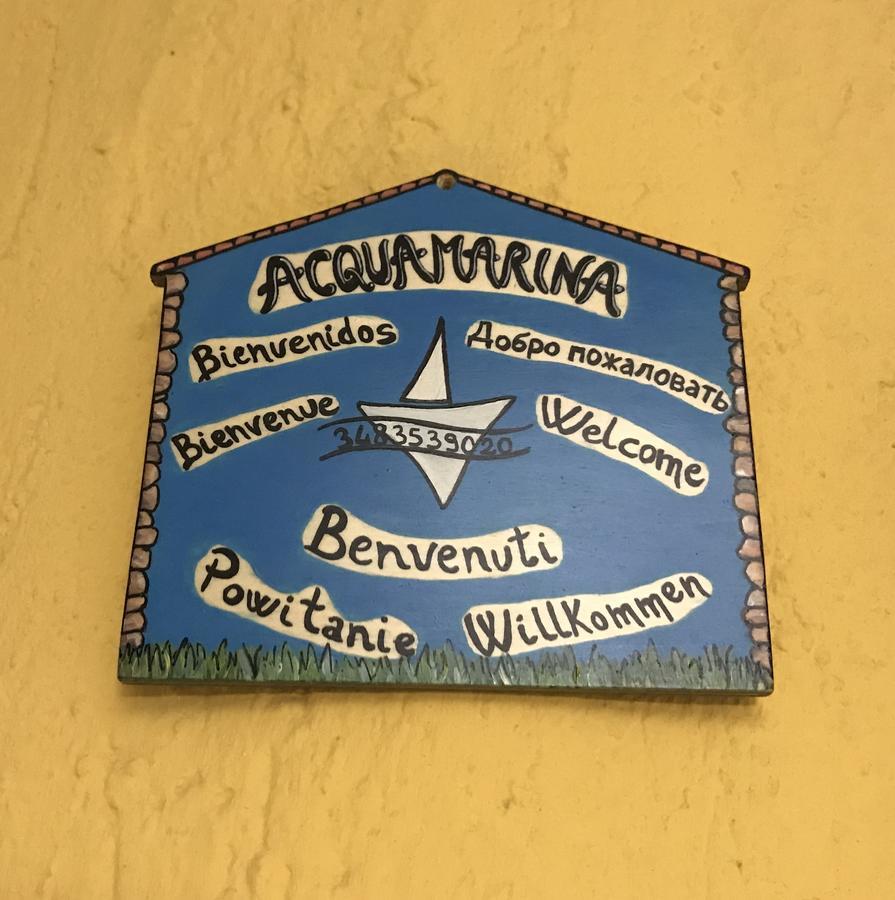 ACQUAMARINA
Bienvenidos
Добро пожаловать
Bienvenue
Welcome
3483539020
Benvenuti
Powitanie
Willkommen